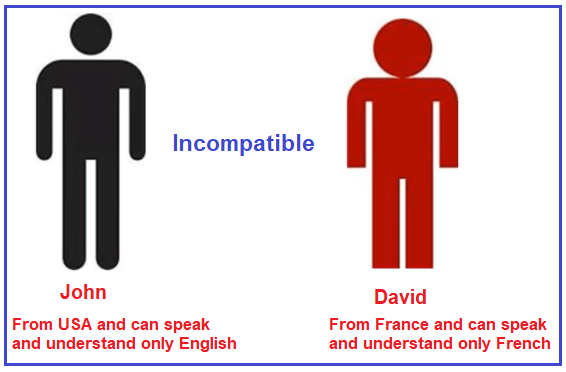 Incompatible
John
David
From USA and can speak
and understand only English
From France and can speak
and understand only French